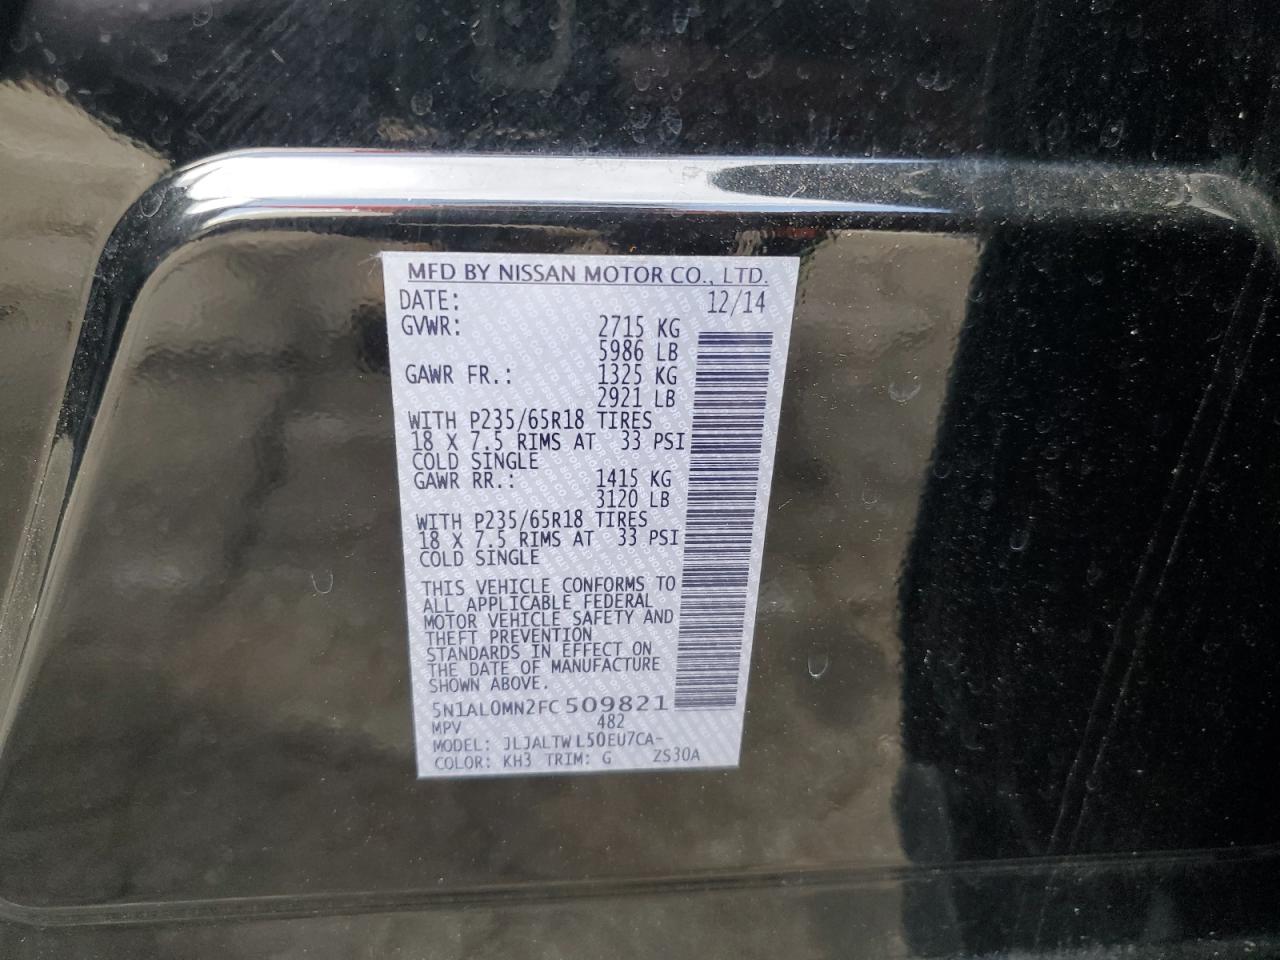 MFD BY NISSAN MOTOR CO., LTD.
DATE: 12/14
GVWR: 2715 KG
5986 LB
GAWR FR.: 1325 KG
2921 LB
WITH P235/65R18 TIRES
18 X 7.5 RIMS AT 33 PSI
COLD SINGLE
GAWR RR.: 1415 KG
3120 LB
WITH P235/65R18 TIRES
18 X 7.5 RIMS AT 33 PSI
COLD SINGLE
THIS VEHICLE CONFORMS TO
ALL APPLICABLE FEDERAL
MOTOR VEHICLE SAFETY AND
THEFT PREVENTION
STANDARDS IN EFFECT ON
THE DATE OF MANUFACTURE
SHOWN ABOVE.
5N1AL0MN2FC509821
MPV 482
MODEL: JLJALTWL50EU7CA-
COLOR: KH3 TRIM: G ZS30A